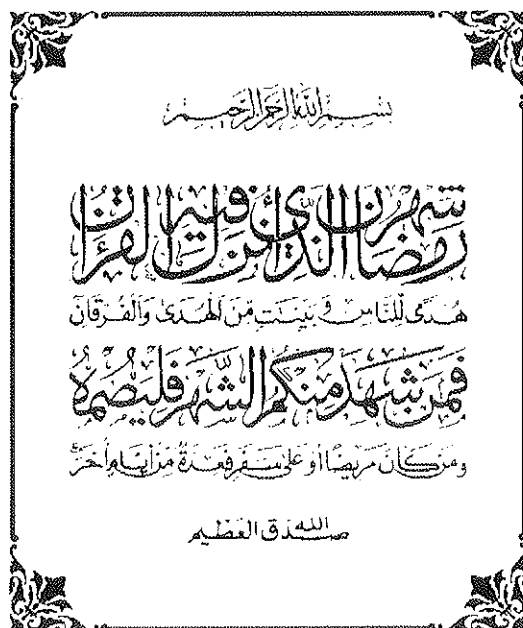 بسم الله الرحمن الرحيم
شهر رمضان الذي أنزل فيه القرآن
هدى للناس وبينت من الهدى والفرقان
فمن شهد منكم الشهر فليصمه
ومن كان مريضا أو على سفر فعدة من أيام أخر
صدق الله العظيم